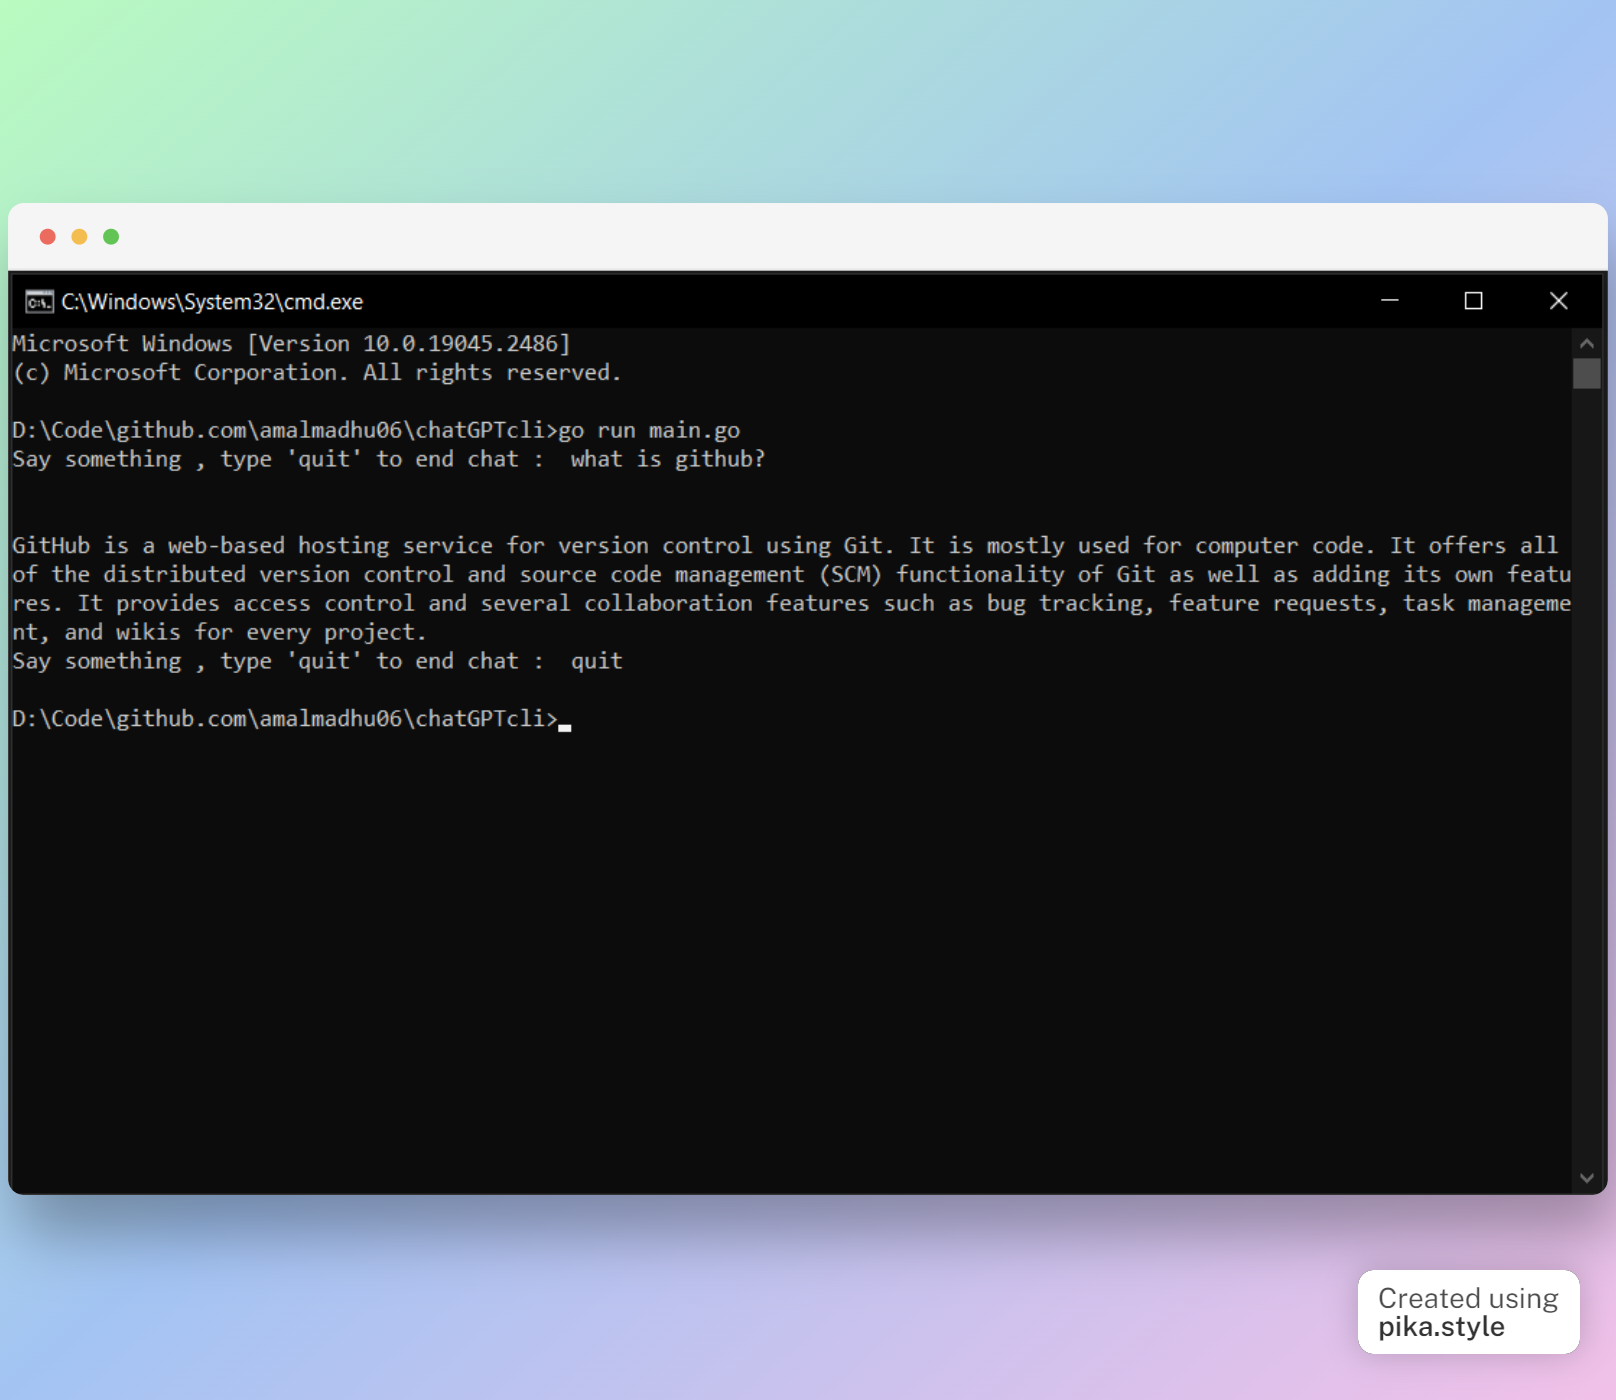 C:\Windows\System32\cmd.exe
Microsoft Windows [Version 10.0.19045.2486]
(c) Microsoft Corporation. All rights reserved.
D:\Code\github.com\amalmadhu06\chatGPTcli>go run main.go
Say something , type 'quit' to end chat :  what is github?
GitHub is a web-based hosting service for version control using Git. It is mostly used for computer code. It offers all
of the distributed version control and source code management (SCM) functionality of Git as well as adding its own featu
res. It provides access control and several collaboration features such as bug tracking, feature requests, task manageme
nt, and wikis for every project.
Say something , type 'quit' to end chat :  quit
D:\Code\github.com\amalmadhu06\chatGPTcli>
Created using
pika.style